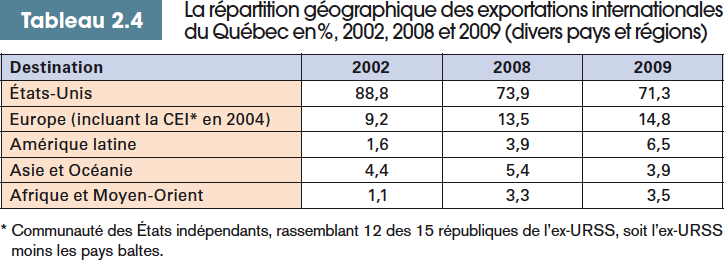 Tableau 2.4
La répartition géographique des exportations internationales
du Québec en %, 2002, 2008 et 2009 (divers pays et régions)
Destination 2002 2008 2009
États-Unis 88,8 73,9 71,3
Europe (incluant la CEI* en 2004) 9,2 13,5 14,8
Amérique latine 1,6 3,9 6,5
Asie et Océanie 4,4 5,4 3,9
Afrique et Moyen-Orient 1,1 3,3 3,5
* Communauté des États indépendants, rassemblant 12 des 15 républiques de l'ex-URSS, soit l'ex-URSS
moins les pays baltes.